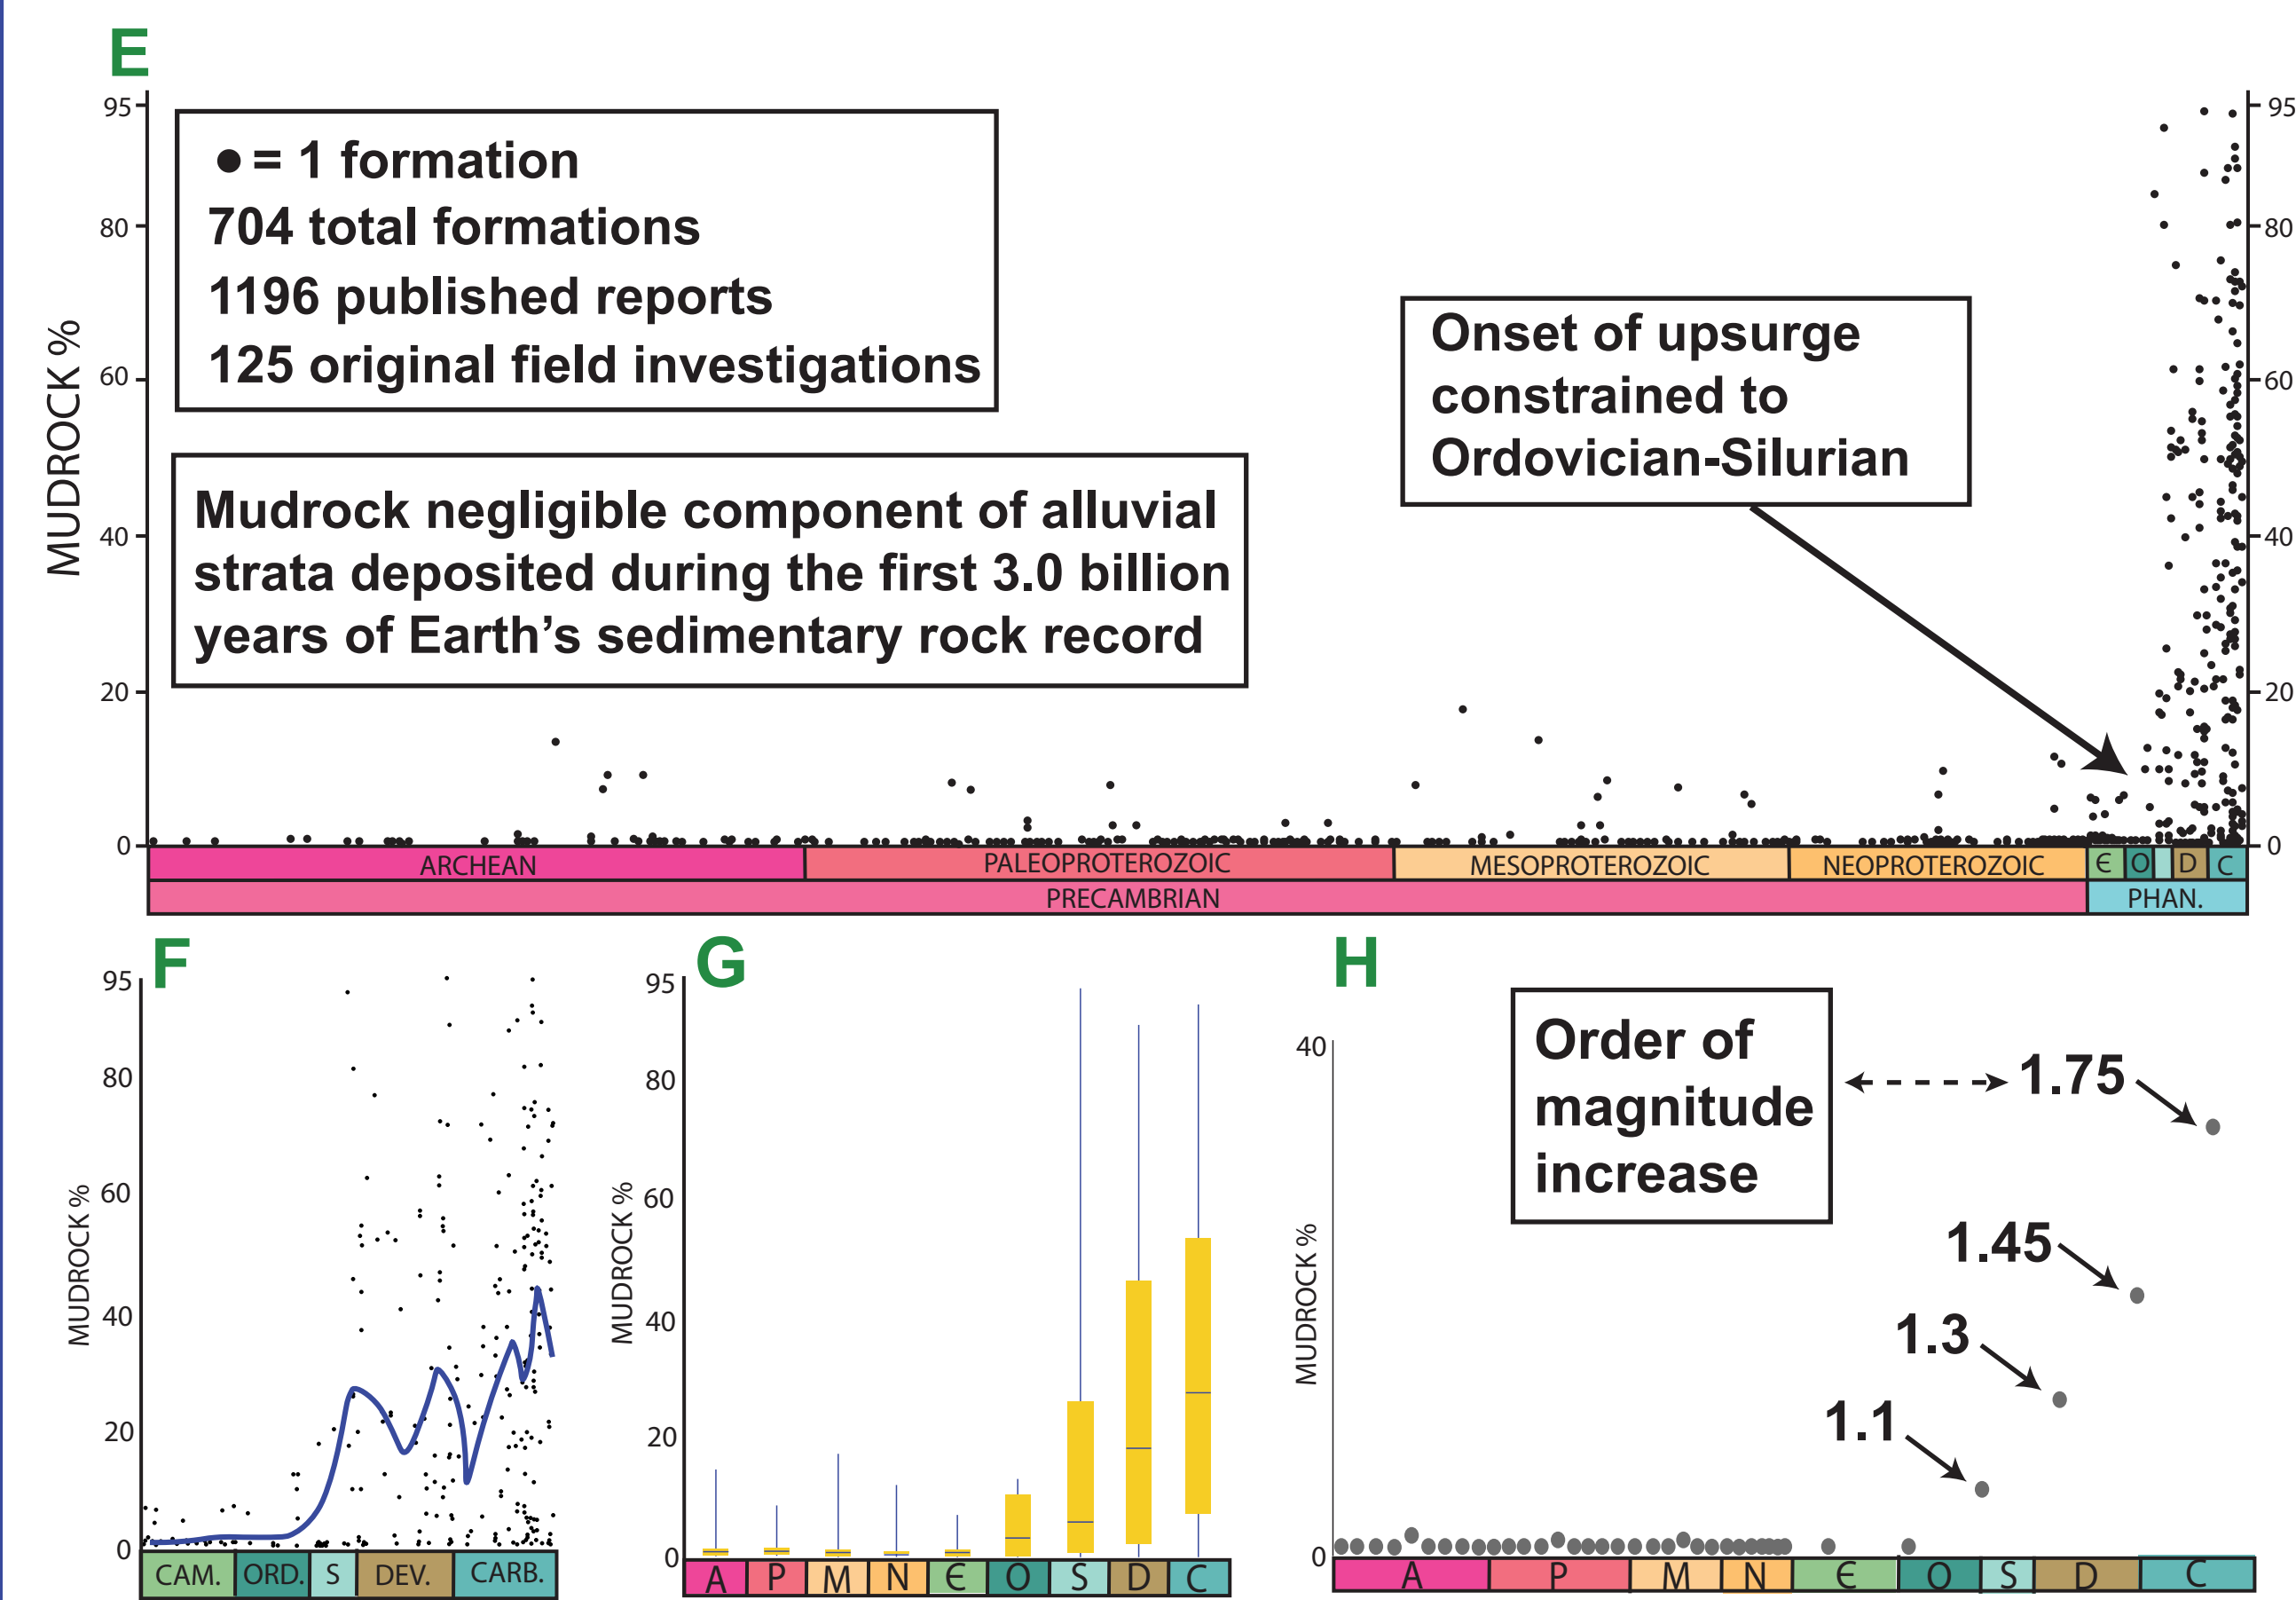 E
95
80
60
40
20
0
MUDROCK %
● = 1 formation
704 total formations
1196 published reports
125 original field investigations
Mudrock negligible component of alluvial
strata deposited during the first 3.0 billion
years of Earth's sedimentary rock record
Onset of upsurge
constrained to
Ordovician-Silurian
95
80
60
40
20
0
ARCHEAN PALEOPROTEROZOIC MESOPROTEROZOIC NEOPROTEROZOIC Є O D C
PRECAMBRIAN PHAN.
F
95
80
60
40
20
0
MUDROCK %
CAM. ORD. S DEV. CARB.
G
95
80
60
40
20
0
MUDROCK %
A P M N Є O S D C
H
40
0
MUDROCK %
Order of
magnitude
increase
1.75
1.45
1.3
1.1
A P M N Є O S D C